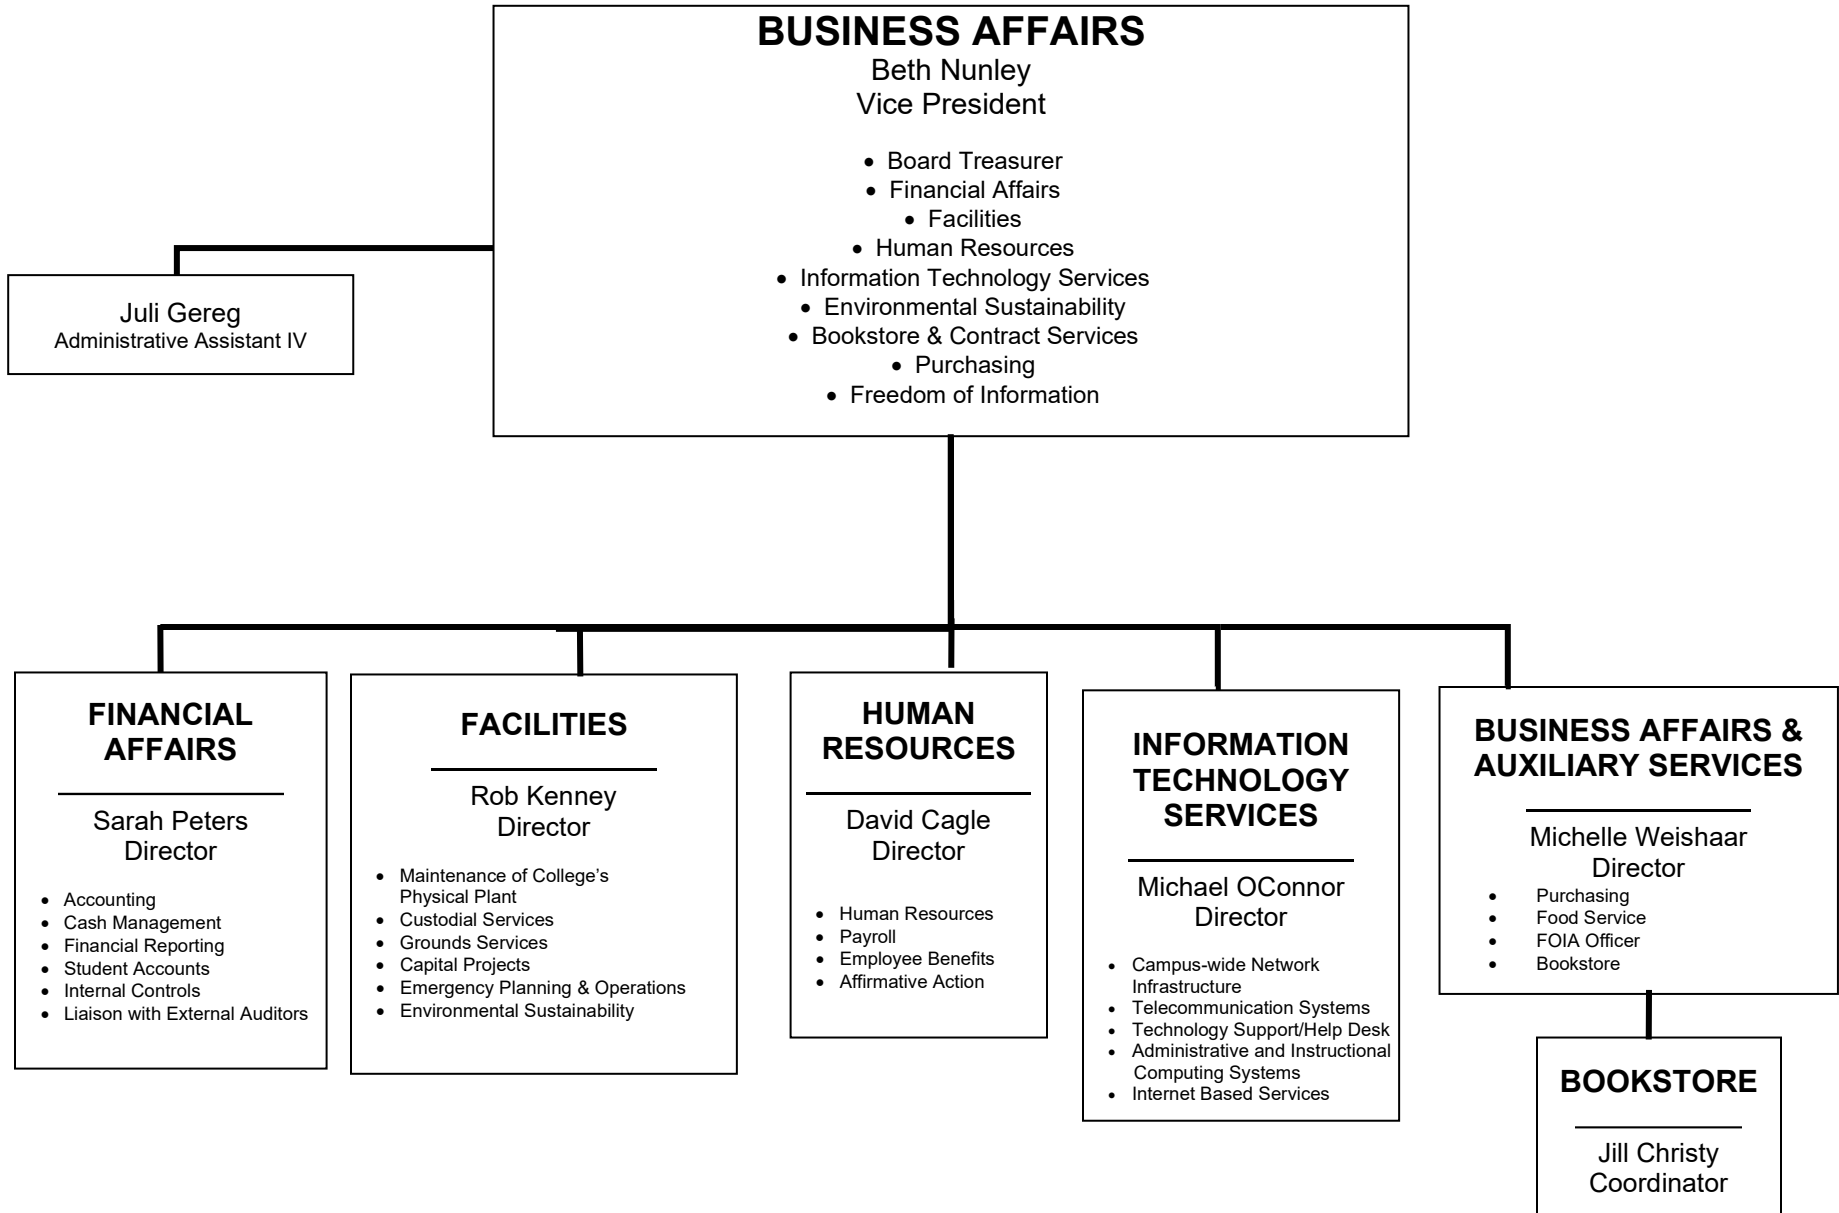 BUSINESS AFFAIRS
Beth Nunley
Vice President
• Board Treasurer
• Financial Affairs
• Facilities
• Human Resources
• Information Technology Services
• Environmental Sustainability
• Bookstore & Contract Services
• Purchasing
• Freedom of Information
Juli Gereg
Administrative Assistant IV
FINANCIAL
AFFAIRS
Sarah Peters
Director
• Accounting
• Cash Management
• Financial Reporting
• Student Accounts
• Internal Controls
• Liaison with External Auditors
FACILITIES
Rob Kenney
Director
• Maintenance of College’s
Physical Plant
• Custodial Services
• Grounds Services
• Capital Projects
• Emergency Planning & Operations
• Environmental Sustainability
HUMAN
RESOURCES
David Cagle
Director
• Human Resources
• Payroll
• Employee Benefits
• Affirmative Action
INFORMATION
TECHNOLOGY
SERVICES
Michael OConnor
Director
• Campus-wide Network
Infrastructure
• Telecommunication Systems
• Technology Support/Help Desk
• Administrative and Instructional
Computing Systems
• Internet Based Services
BUSINESS AFFAIRS &
AUXILIARY SERVICES
Michelle Weishaar
Director
• Purchasing
• Food Service
• FOIA Officer
• Bookstore
BOOKSTORE
Jill Christy
Coordinator